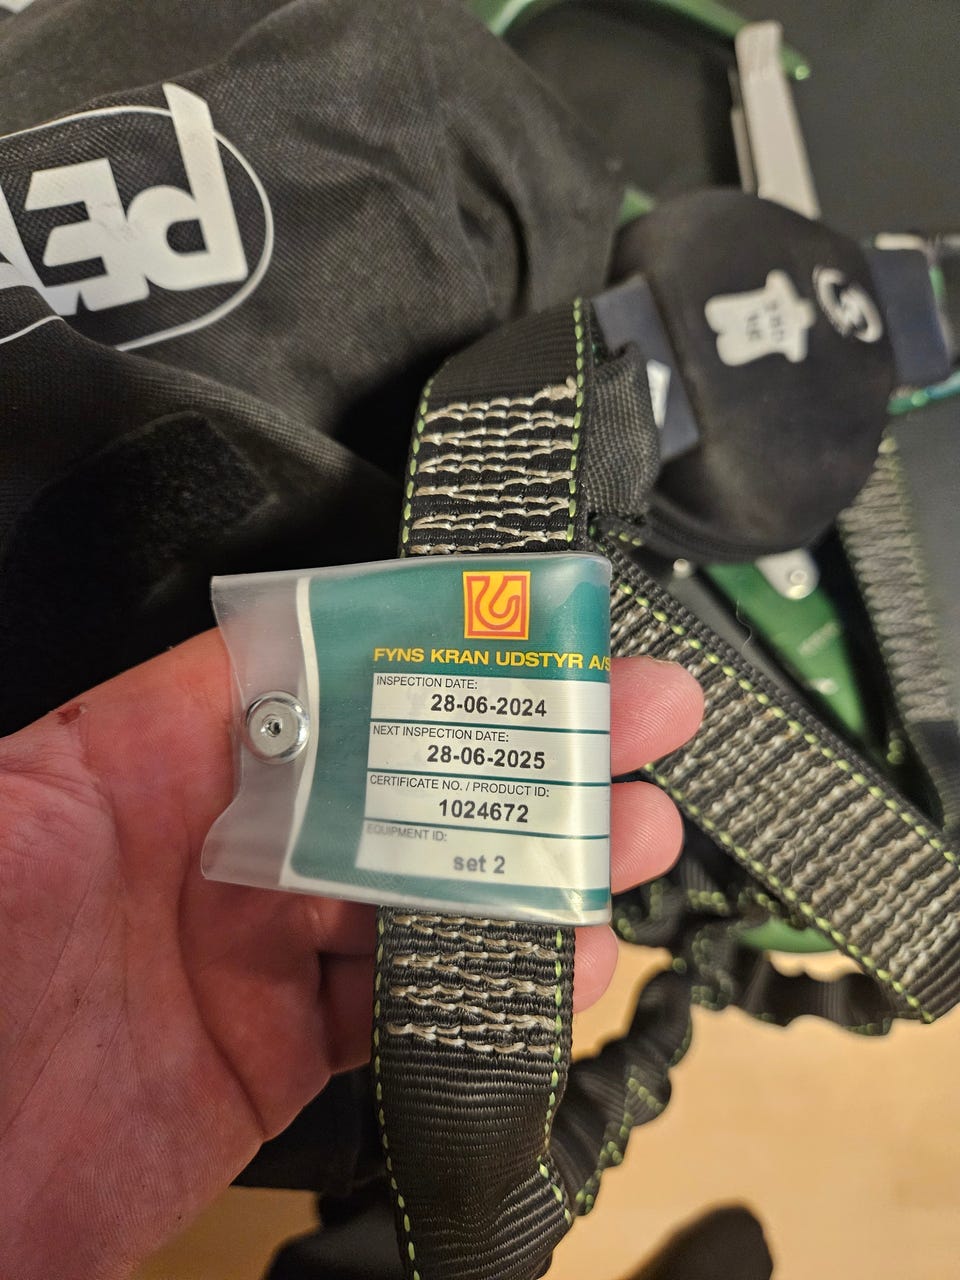 FYNS KRAN UDSTYR A/S
INSPECTION DATE:
28-06-2024
NEXT INSPECTION DATE:
28-06-2025
CERTIFICATE NO. / PRODUCT ID:
1024672
EQUIPMENT ID:
set 2